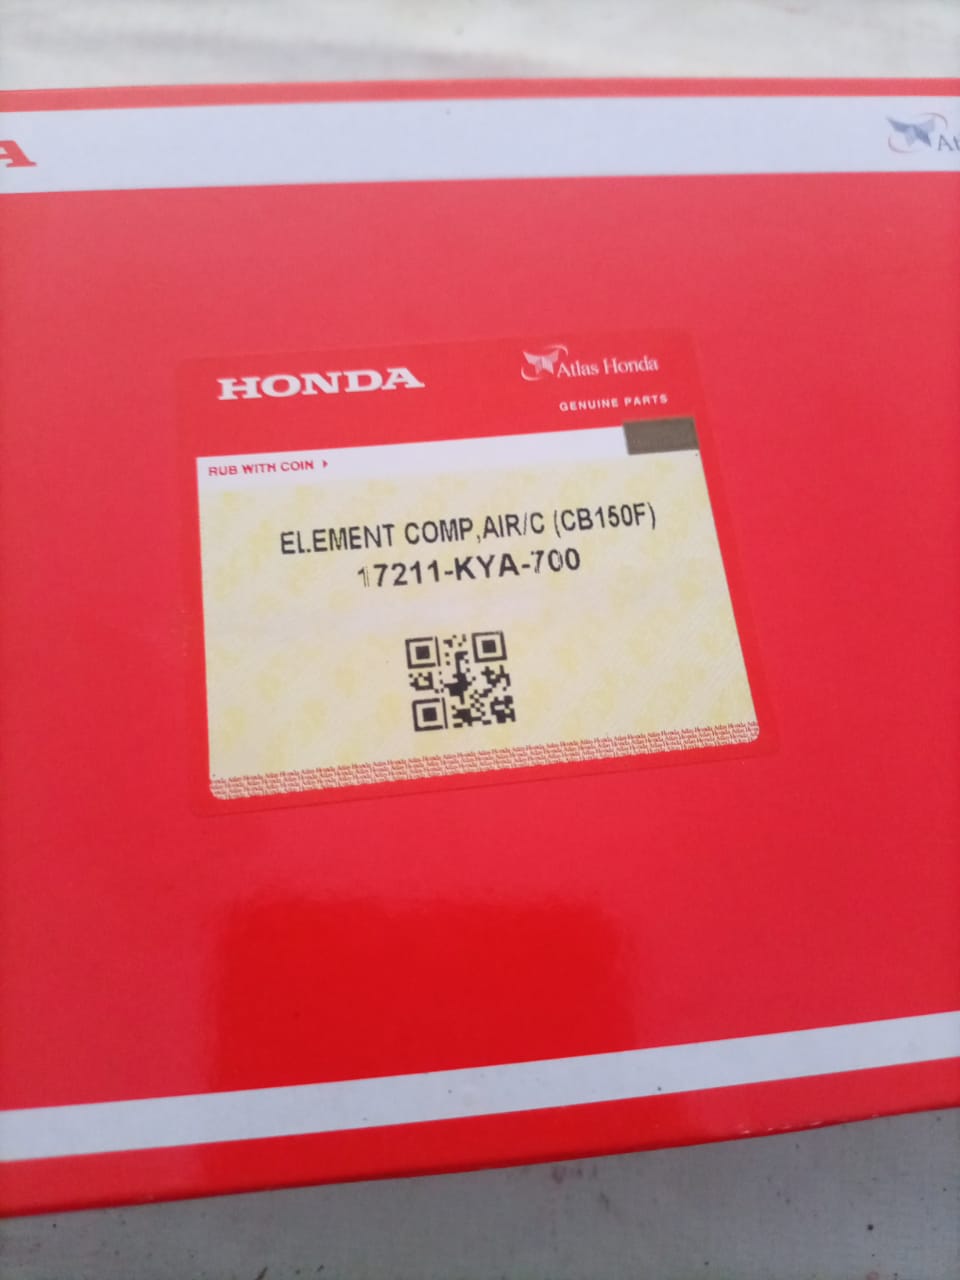 HONDA
Atlas Honda
GENUINE PARTS
RUB WITH COIN
ELEMENT COMP,AIR/C (CB150F)
17211-KYA-700